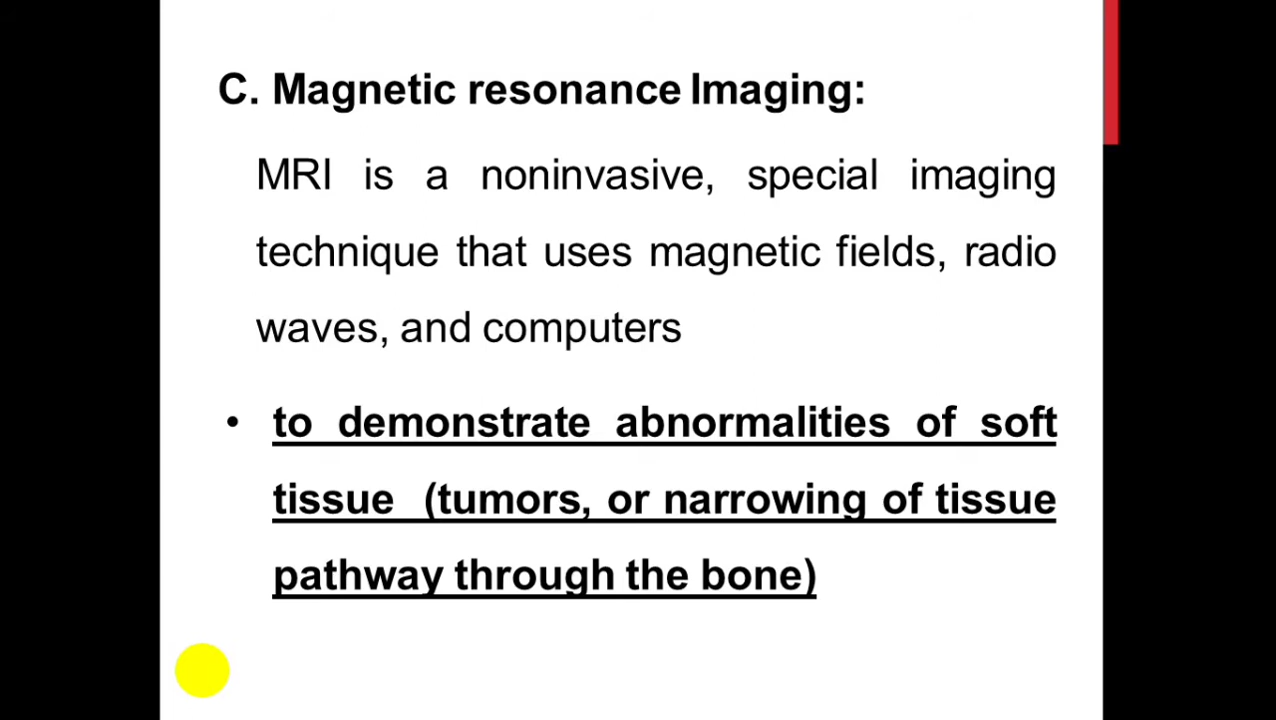 C. Magnetic resonance Imaging:
MRI is a noninvasive, special imaging
technique that uses magnetic fields, radio
waves, and computers
• to demonstrate abnormalities of soft
tissue (tumors, or narrowing of tissue
pathway through the bone)